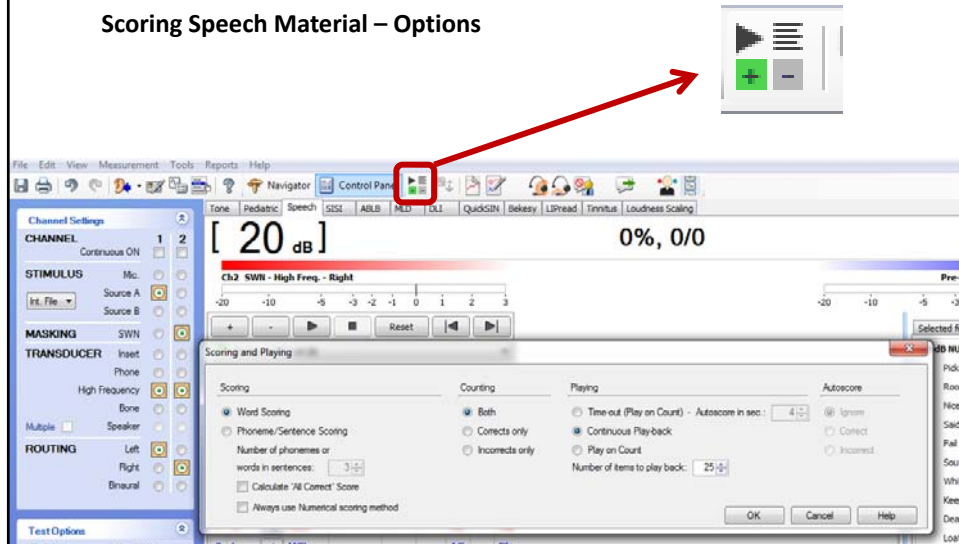 Scoring Speech Material – Options
+ -
File Edit View Measurement Tools Reports Help
Navigator Control Pane
Tone Pediatric Speech SISI ABLB MLD DLI QuickSIN Bekesy LIPread Tinnitus Loudness Scaling
Channel Settings
CHANNEL 1 2
Continuous ON
STIMULUS Mic.
Int. File Source A
Source B
MASKING SWN
TRANSDUCER Insert
Phone
High Frequency
Bone
Multiple Speaker
ROUTING Left
Right
Binaural
Test Options
[ 20 dB ] 0%, 0/0
Ch2 SWN - High Freq. - Right Pre-
-20 -10 -5 -3 -2 -1 0 1 2 3 -20 -10 -5 -3
+ - Reset Selected f
Scoring and Playing
Scoring Counting Playing Autoscore
Word Scoring Both Time-out (Play on Count) - Autoscore in sec.: 4 Ignore
Phoneme/Sentence Scoring Corrects only Continuous Play-back Correct
Number of phonemes or Incorrects only Play on Count Incorrect
words in sentences: 3 Number of items to play back: 25
Calculate 'All Correct' Score
Always use Numerical scoring method
OK Cancel Help
dB NU
Pick
Roo
Nice
Said
Fail
Sou
Whi
Kee
Dea
Loa